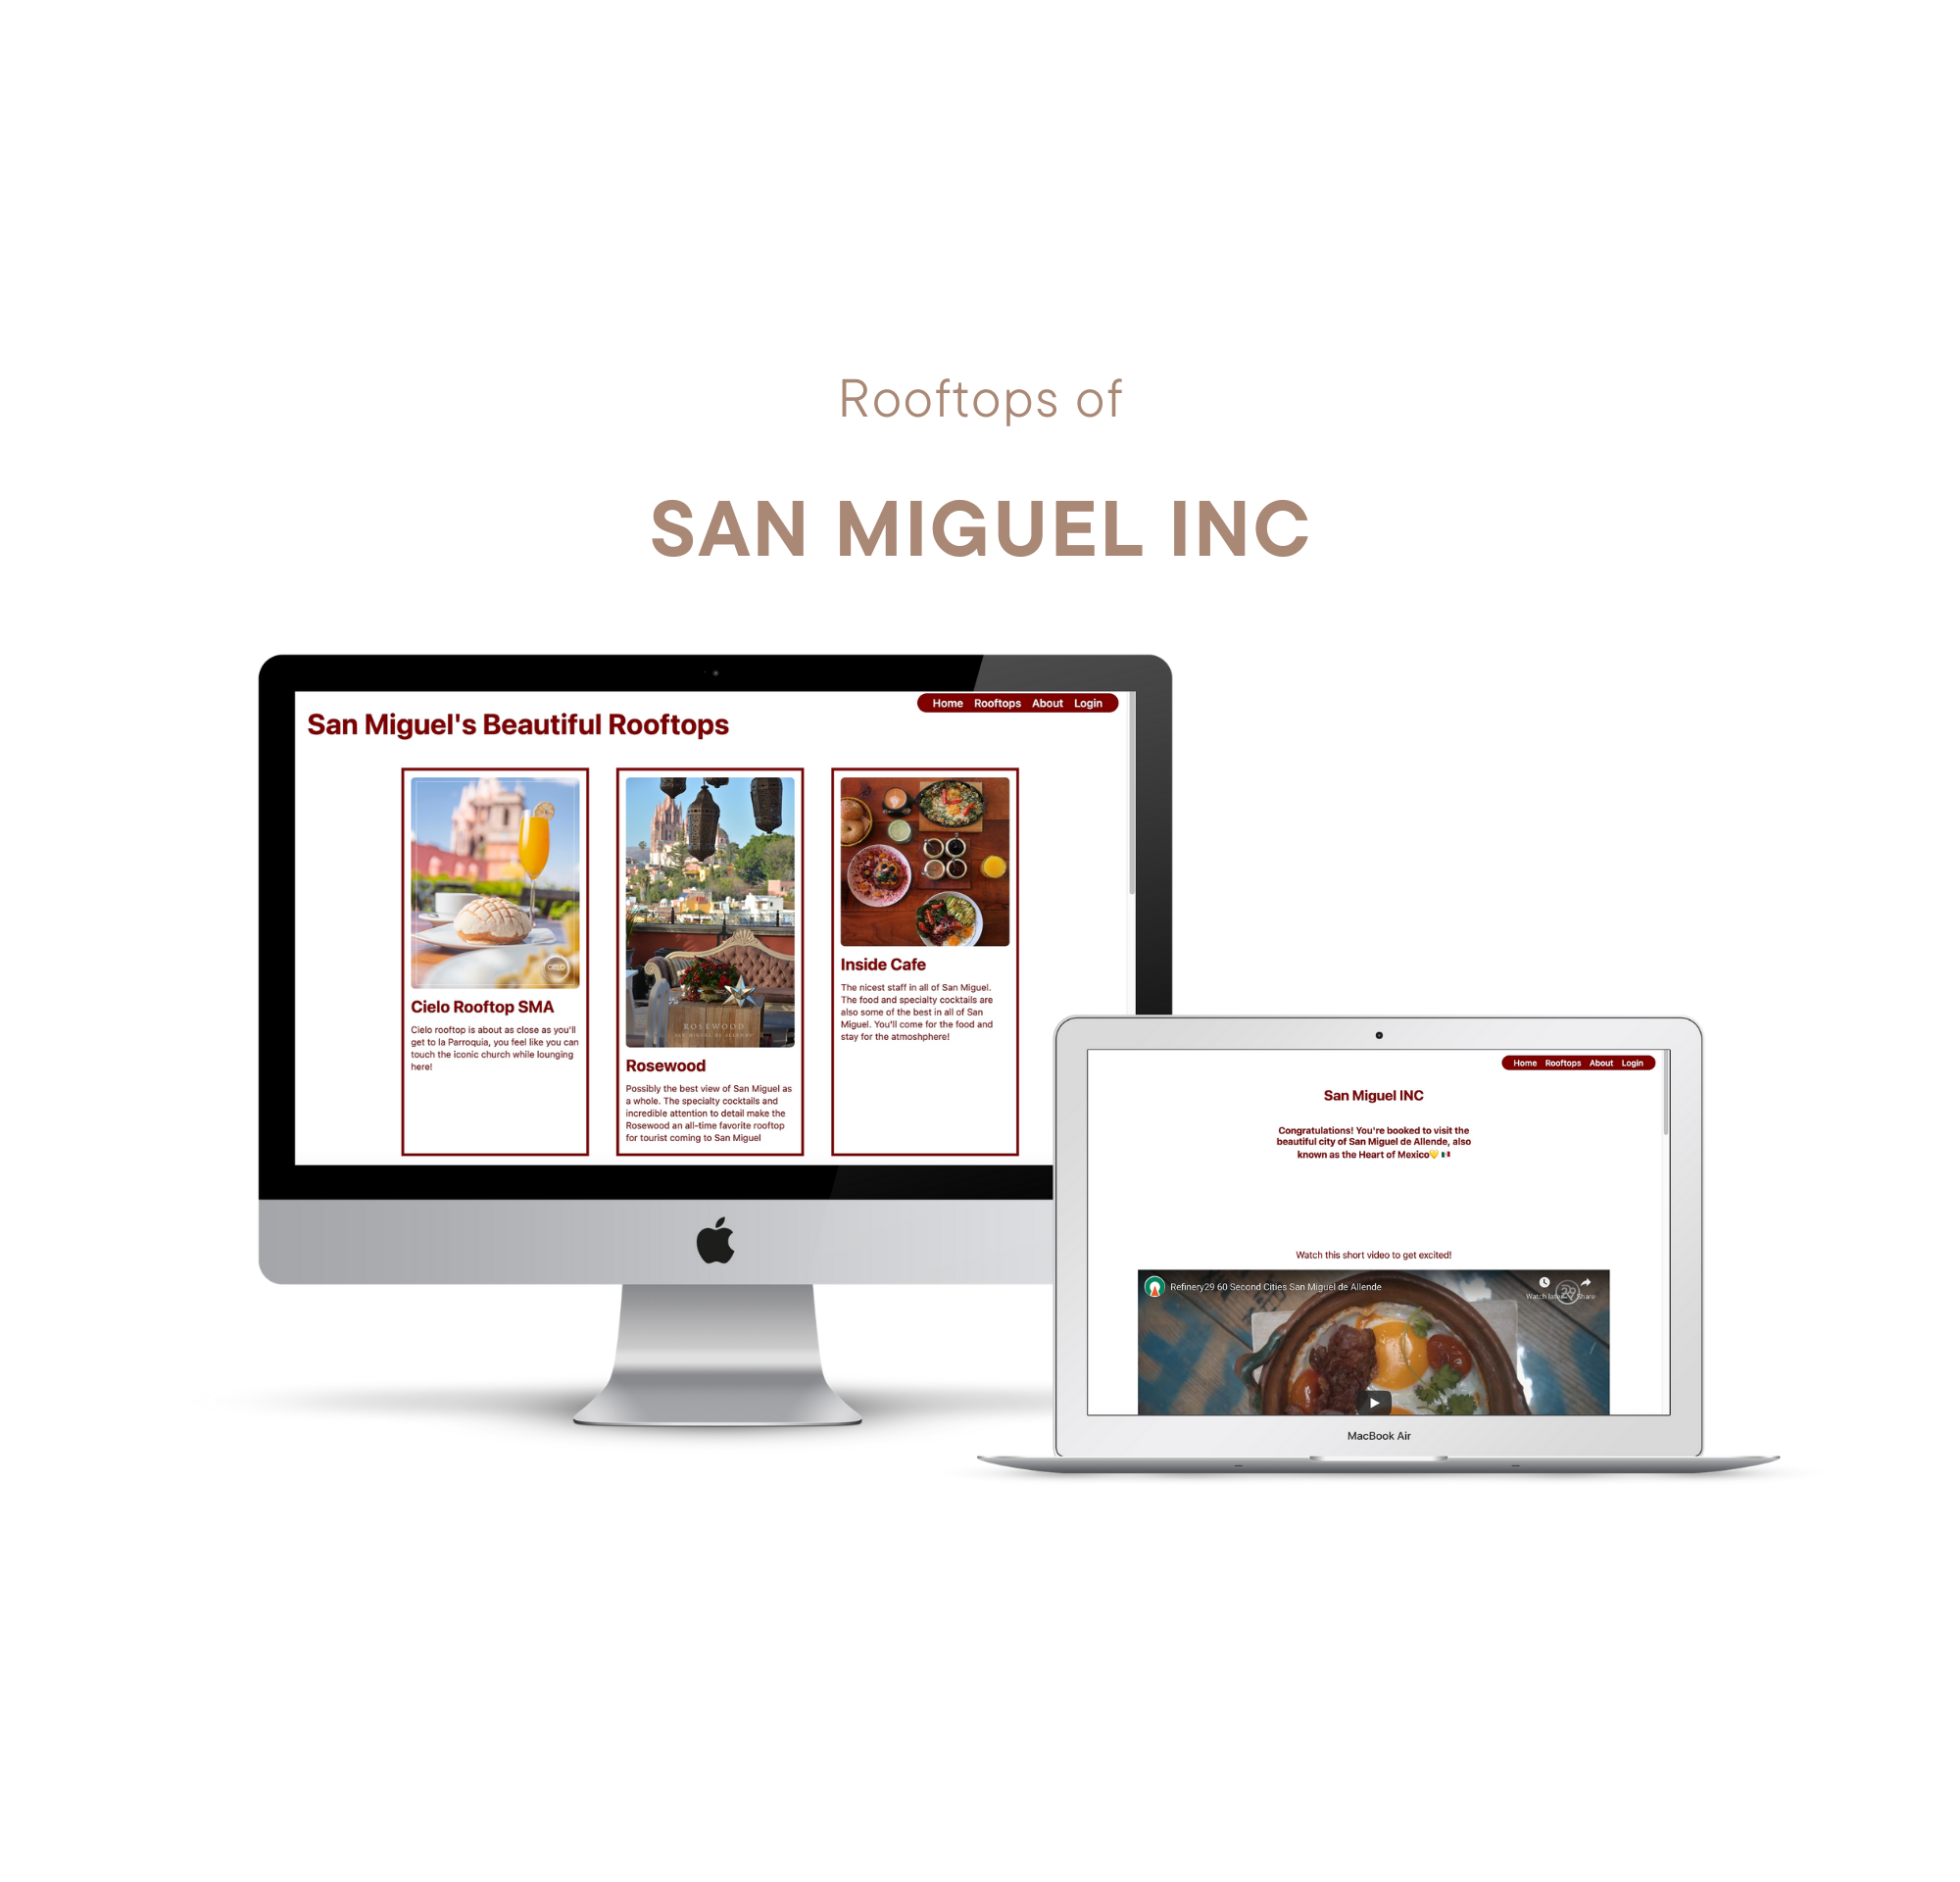 Rooftops of
SAN MIGUEL INC
Home Rooftops About Login
San Miguel's Beautiful Rooftops
CIELO
Cielo Rooftop SMA
Cielo rooftop is about as close as you'll
get to la Parroquia, you feel like you can
touch the iconic church while lounging
here!
ROSEWOOD
SAN MIGUEL DE ALLENDE
Rosewood
Possibly the best view of San Miguel as
a whole. The specialty cocktails and
incredible attention to detail make the
Rosewood an all-time favorite rooftop
for tourist coming to San Miguel
Inside Cafe
The nicest staff in all of San Miguel.
The food and specialty cocktails are
also some of the best in all of San
Miguel. You'll come for the food and
stay for the atmoshphere!
Home Rooftops About Login
San Miguel INC
Congratulations! You're booked to visit the
beautiful city of San Miguel de Allende, also
known as the Heart of Mexico💛 🇲🇽
Watch this short video to get excited!
Refinery29 60 Second Cities San Miguel de Allende
Watch later Share
29
MacBook Air